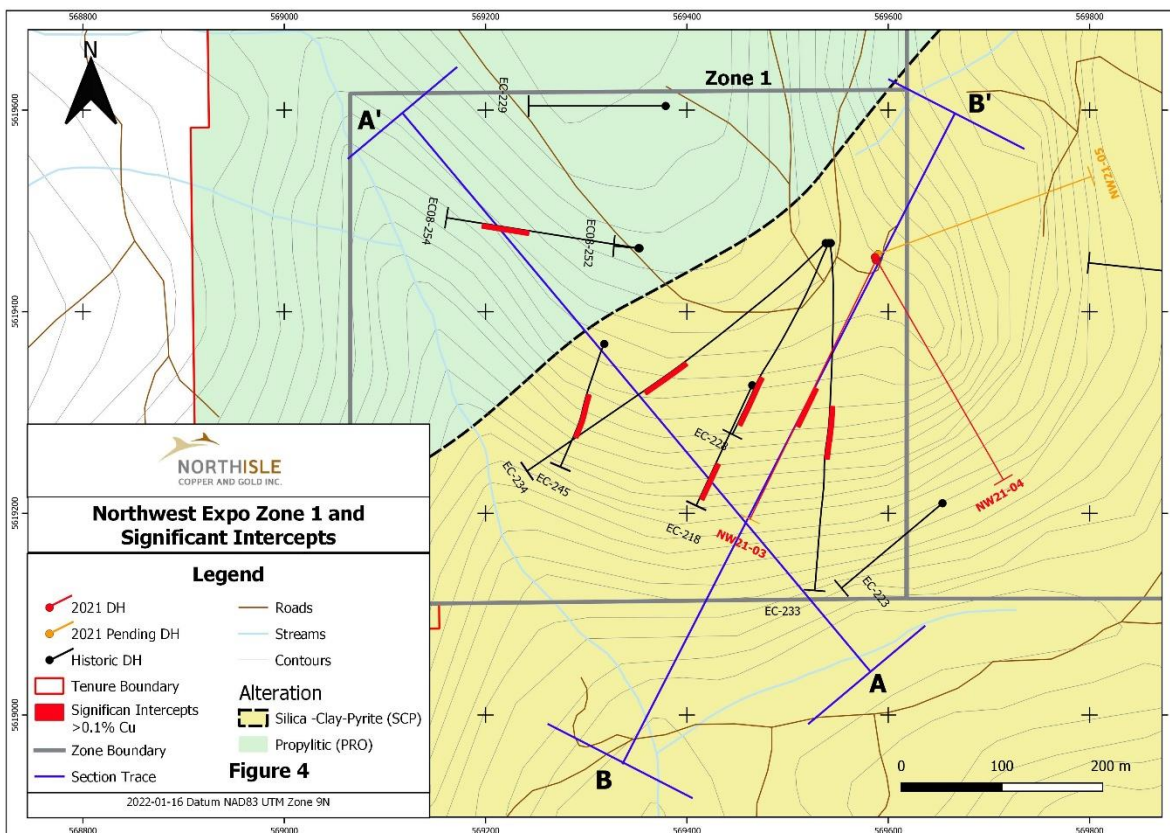 568800 569000 569200 569400 569600 569800
5619600
5619400
5619200
5619000
N
Zone 1
A'
B'
EC-229
EC08-254
EC08-252
NW21-05
EC-234
EC-245
EC-228
EC-218
NW21-03
NW21-04
EC-223
EC-233
A
B
NORTHISLE
COPPER AND GOLD INC.
Northwest Expo Zone 1 and
Significant Intercepts
Legend
2021 DH
2021 Pending DH
Historic DH
Tenure Boundary
Significan Intercepts
>0.1% Cu
Zone Boundary
Section Trace
Roads
Streams
Contours
Alteration
Silica -Clay-Pyrite (SCP)
Propylitic (PRO)
Figure 4
2022-01-16 Datum NAD83 UTM Zone 9N
0 100 200 m
568800 569000 569200 569400 569600 569800